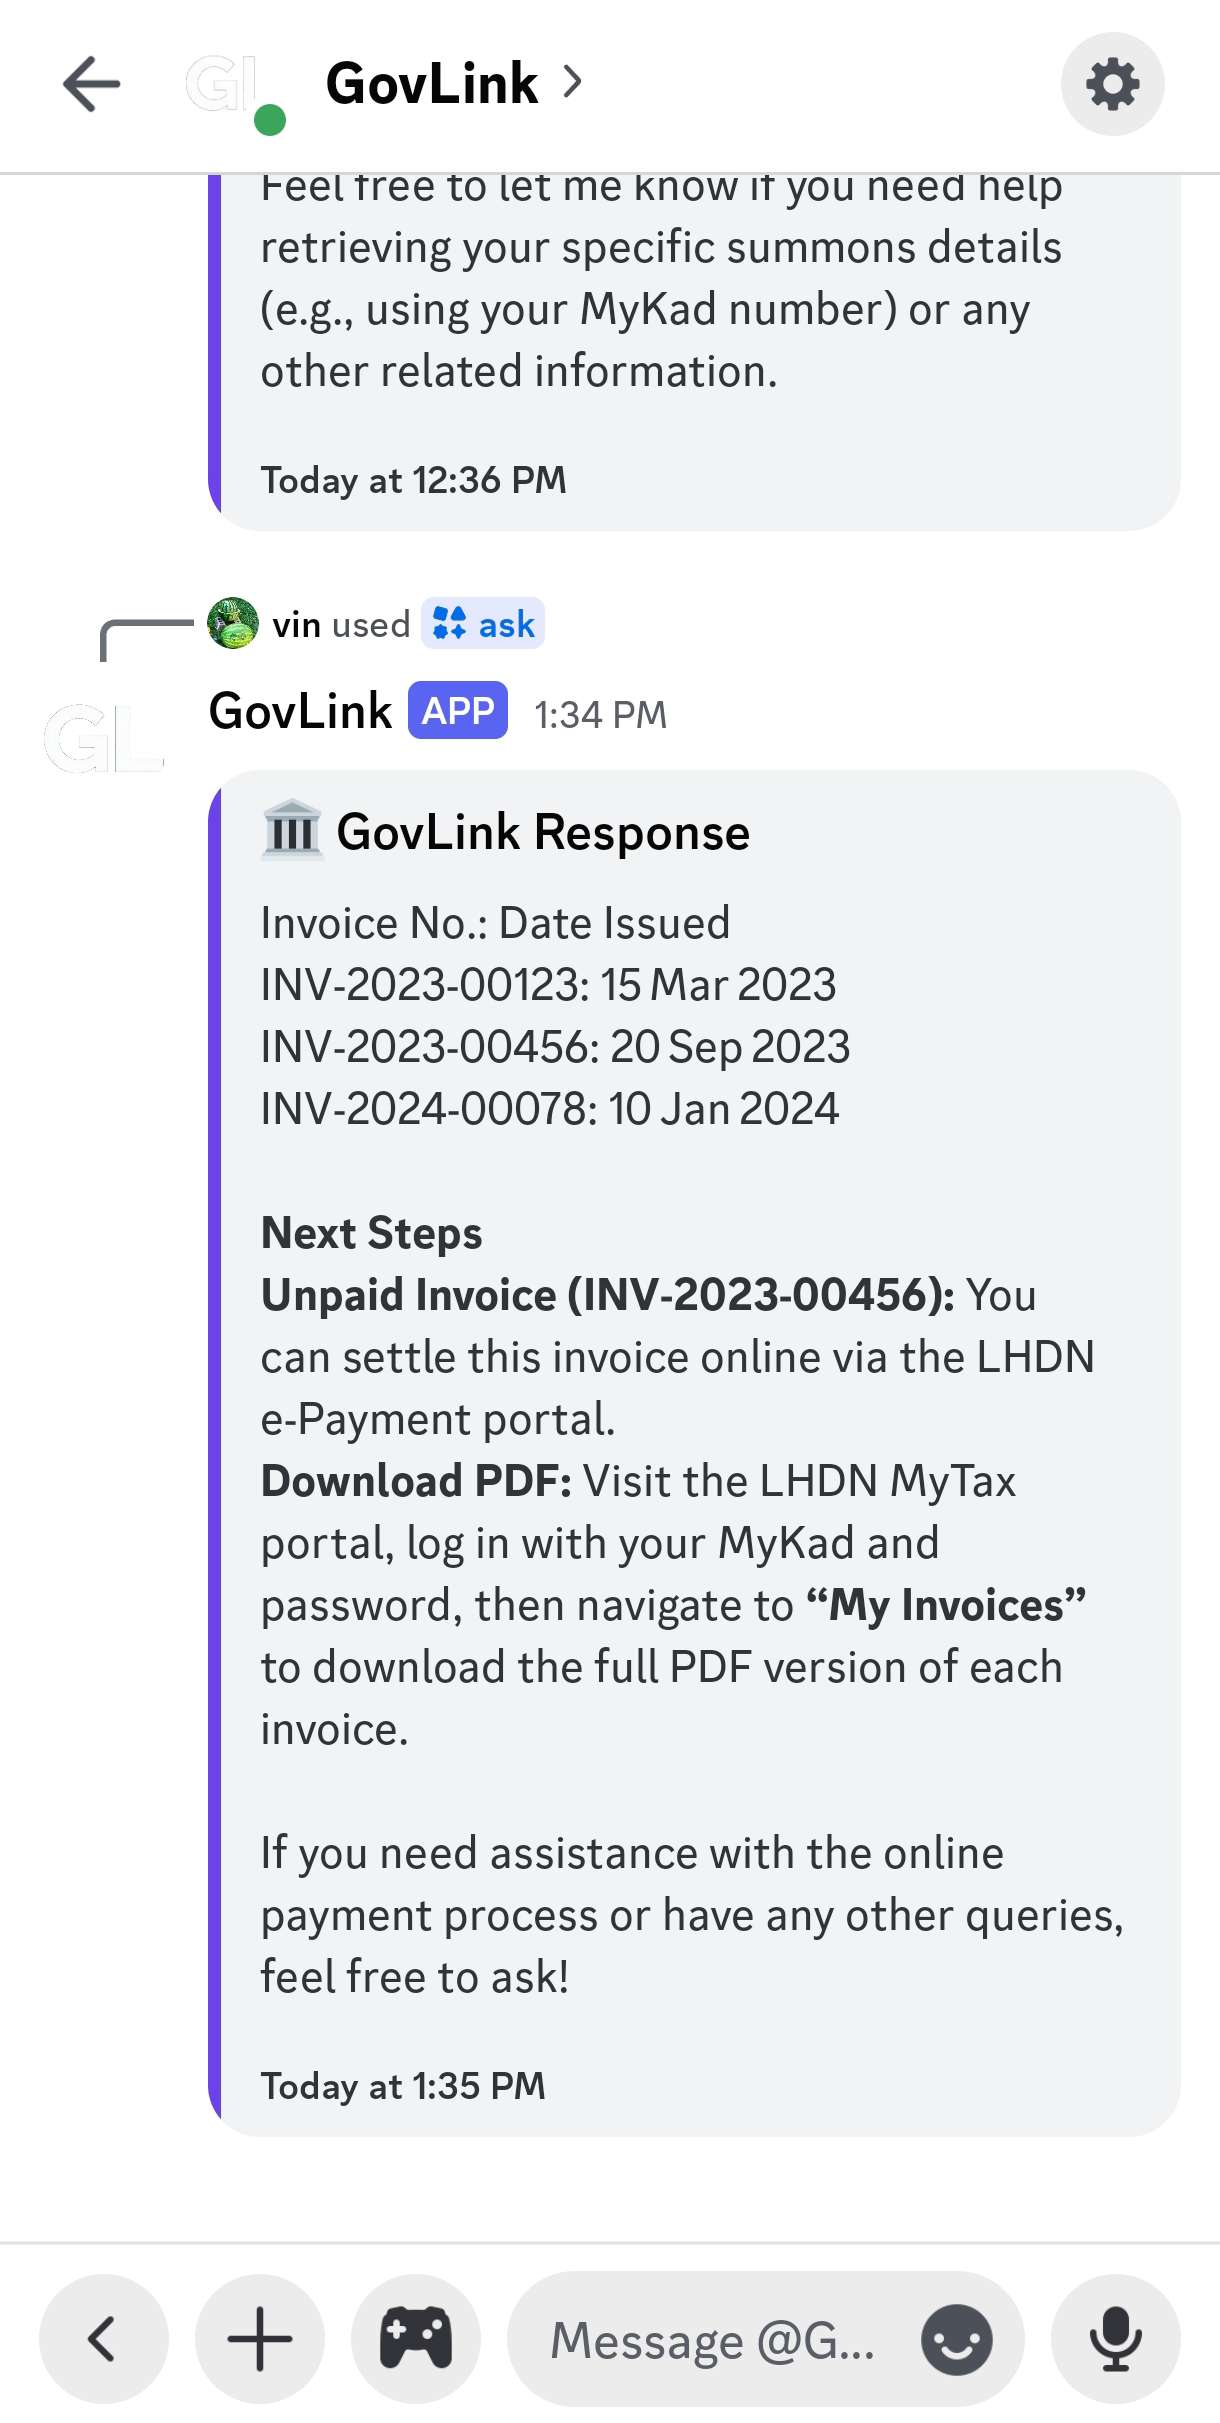 GL
GovLink
Feel free to let me know if you need help
retrieving your specific summons details
(e.g., using your MyKad number) or any
other related information.
Today at 12:36 PM
vin used ask
GovLink APP 1:34 PM
GL
GovLink Response
Invoice No.: Date Issued
INV-2023-00123: 15 Mar 2023
INV-2023-00456: 20 Sep 2023
INV-2024-00078: 10 Jan 2024
Next Steps
Unpaid Invoice (INV-2023-00456): You
can settle this invoice online via the LHDN
e-Payment portal.
Download PDF: Visit the LHDN MyTax
portal, log in with your MyKad and
password, then navigate to “My Invoices”
to download the full PDF version of each
invoice.
If you need assistance with the online
payment process or have any other queries,
feel free to ask!
Today at 1:35 PM
Message @G...